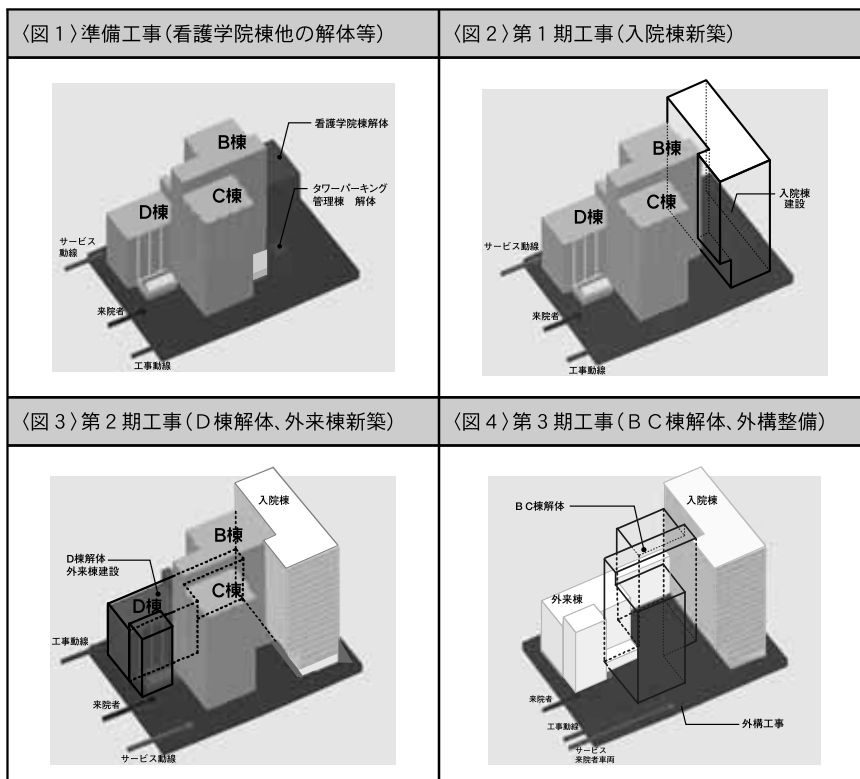 〈図1〉準備工事(看護学院棟他の解体等)
B棟
看護学院棟解体
C棟
タワーパーキング
管理棟 解体
D棟
サービス
動線
来院者
工事動線
〈図2〉第1期工事(入院棟新築)
B棟
C棟
入院棟
建設
D棟
サービス動線
来院者
工事動線
〈図3〉第2期工事(D棟解体、外来棟新築)
入院棟
B棟
D棟解体
外来棟建設
C棟
D棟
工事動線
来院者
サービス動線
〈図4〉第3期工事(BC棟解体、外構整備)
入院棟
BC棟解体
外来棟
来院者
工事動線
サービス
来院者車両
外構工事